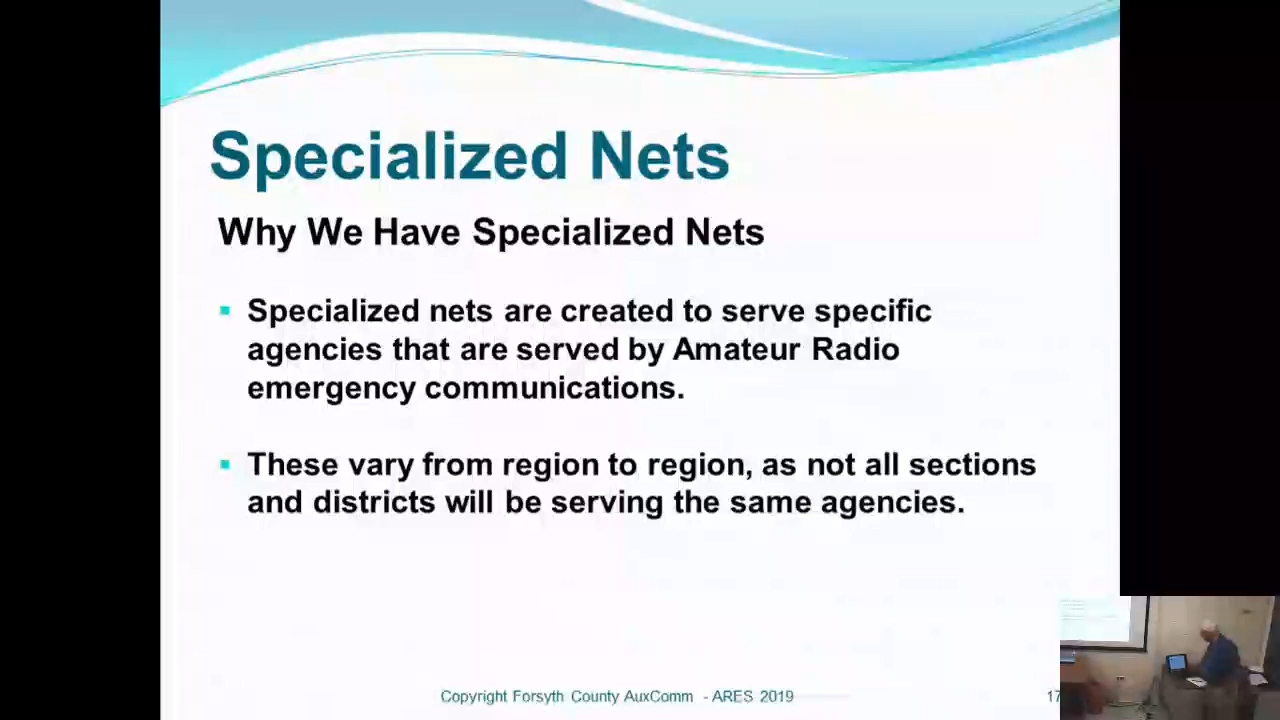 Specialized Nets
Why We Have Specialized Nets
▪ Specialized nets are created to serve specific
agencies that are served by Amateur Radio
emergency communications.
▪ These vary from region to region, as not all sections
and districts will be serving the same agencies.
Copyright Forsyth County AuxComm - ARES 2019
17